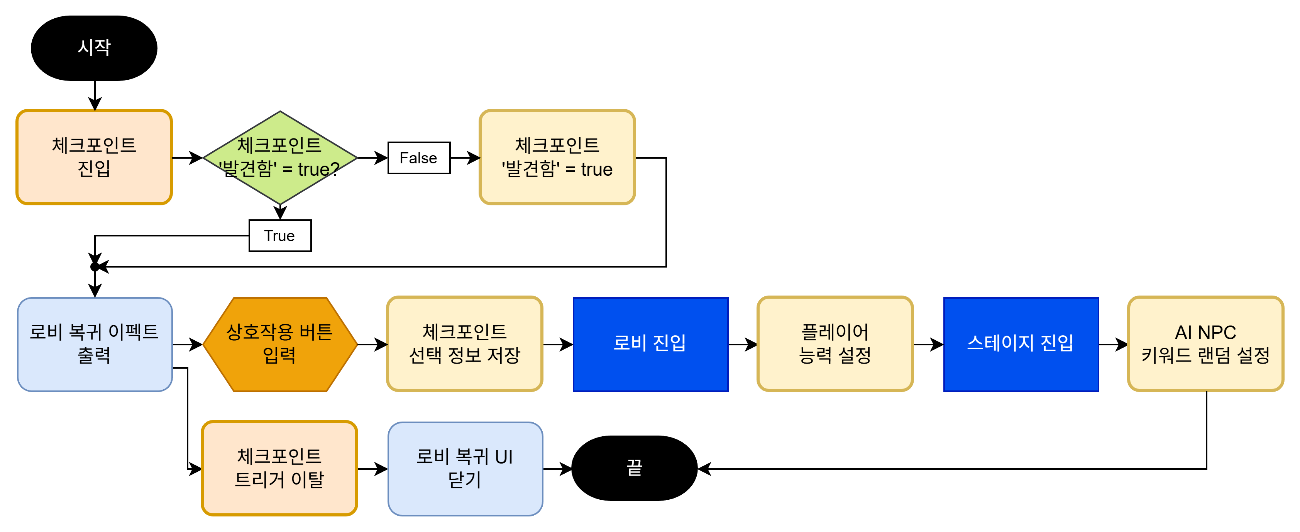 시작
체크포인트
진입
체크포인트
'발견함' = true?
False
체크포인트
'발견함' = true
True
로비 복귀 이펙트
출력
상호작용 버튼
입력
체크포인트
선택 정보 저장
로비 진입
플레이어
능력 설정
스테이지 진입
AI NPC
키워드 랜덤 설정
체크포인트
트리거 이탈
로비 복귀 UI
닫기
끝